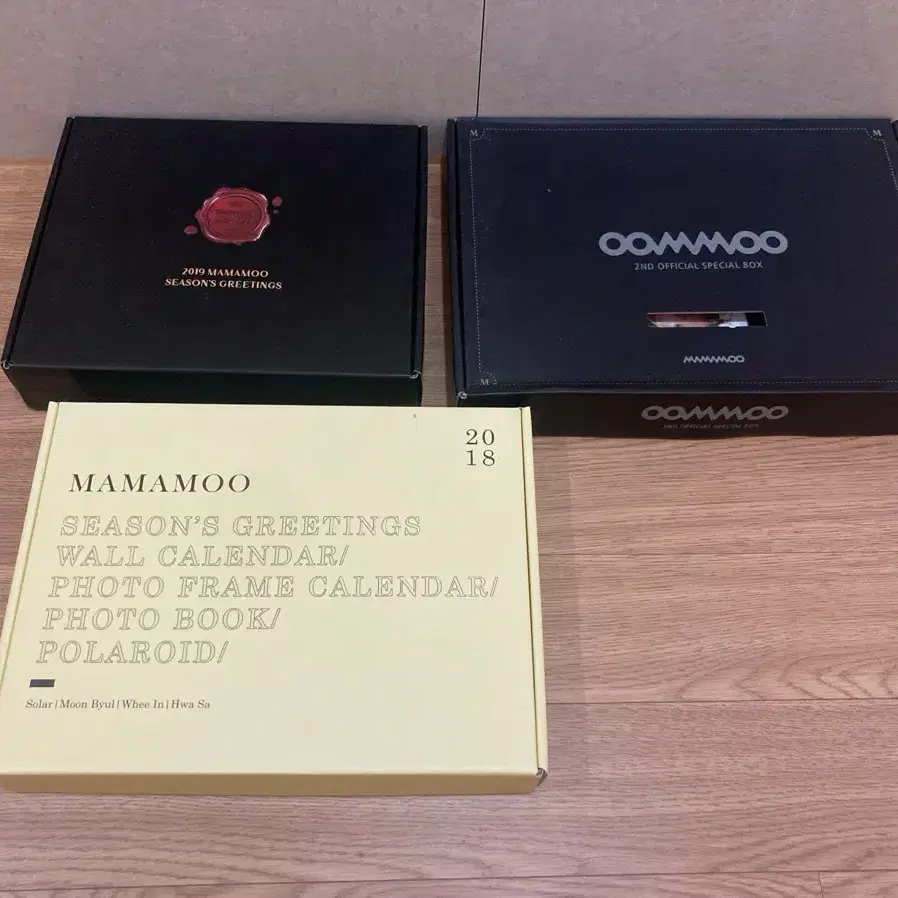 2019 MAMAMOO
SEASON'S GREETINGS
M
M
OOMMOO
2ND OFFICIAL SPECIAL BOX
MAMAMOO
M
OOMMOO
2ND OFFICIAL SPECIAL BOX
20
18
MAMAMOO
SEASON'S GREETINGS
WALL CALENDAR/
PHOTO FRAME CALENDAR/
PHOTO BOOK/
POLAROID/
Solar|Moon Byul|Whee In|Hwa Sa